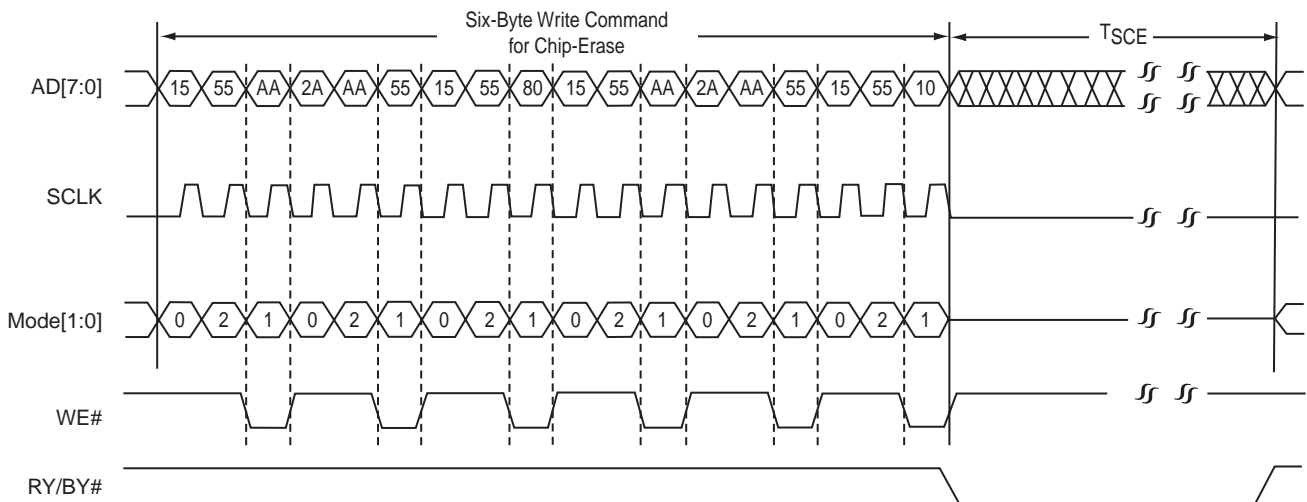 Six-Byte Write Command
for Chip-Erase
TSCE
AD[7:0]
15 55 AA 2A AA 55 15 55 80 15 55 AA 2A AA 55 15 55 10
SCLK
Mode[1:0]
0 2 1 0 2 1 0 2 1 0 2 1 0 2 1 0 2 1
WE#
RY/BY#